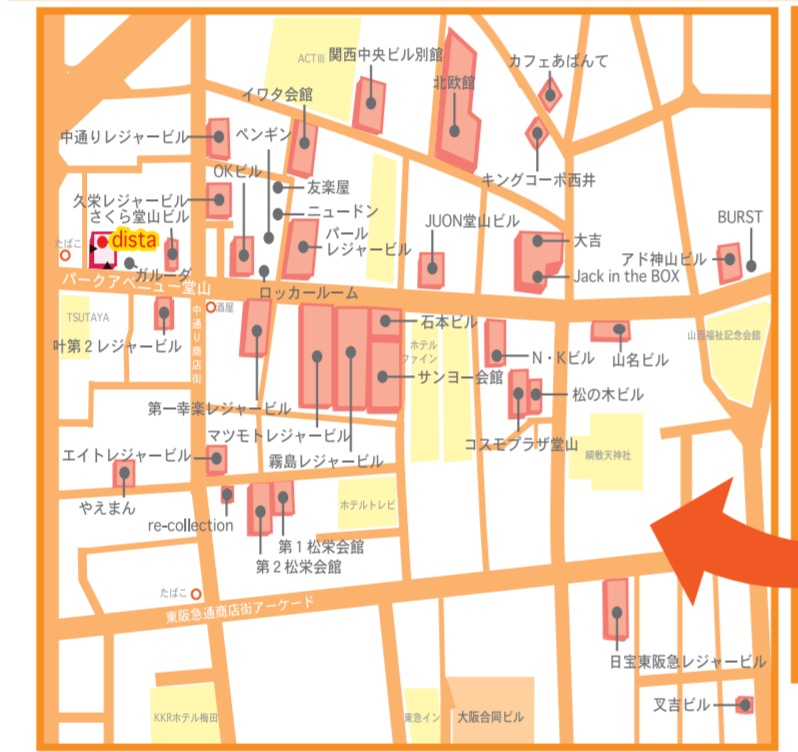 ACTⅢ
関西中央ビル別館
カフェあばんて
北欧館
イワタ会館
中通りレジャービル
ペンギン
OKビル
キングコーポ西井
友楽屋
久栄レジャービル
さくら堂山ビル
ニュードン
パール
レジャービル
JUON堂山ビル
BURST
大吉
dista
たばこ
アド神山ビル
ガルーダ
Jack in the BOX
パークアベニュー堂山
ロッカールーム
酒屋
TSUTAYA
中通り商店街
石本ビル
山西福祉記念会館
ホテル
ファイン
叶第2レジャービル
N・Kビル
山名ビル
サンヨー会館
松の木ビル
第一幸楽レジャービル
マツモトレジャービル
コスモプラザ堂山
エイトレジャービル
霧島レジャービル
綱敷天神社
やえまん
re-collection
ホテルトレビ
第1松栄会館
第2松栄会館
たばこ
東阪急通商店街アーケード
日宝東阪急レジャービル
叉吉ビル
KKRホテル梅田
東急イン
大阪合同ビル